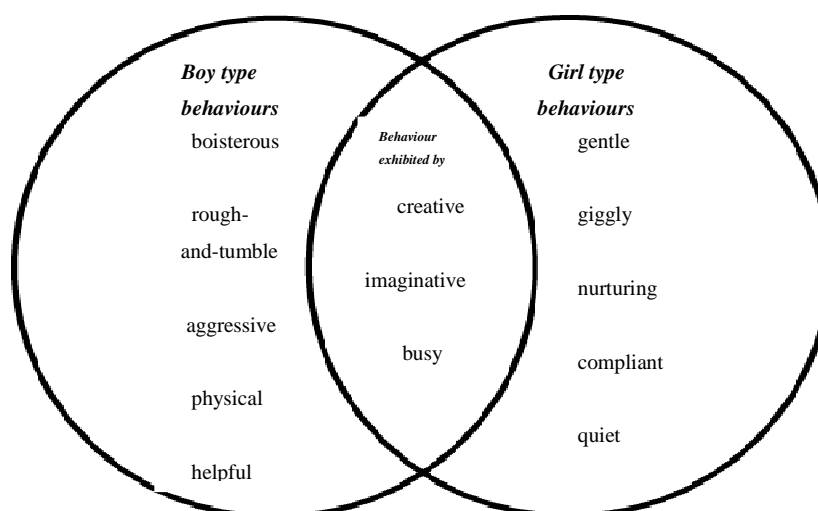 Boy type
behaviours
boisterous
rough-
and-tumble
aggressive
physical
helpful
Behaviour
exhibited by
creative
imaginative
busy
Girl type
behaviours
gentle
giggly
nurturing
compliant
quiet